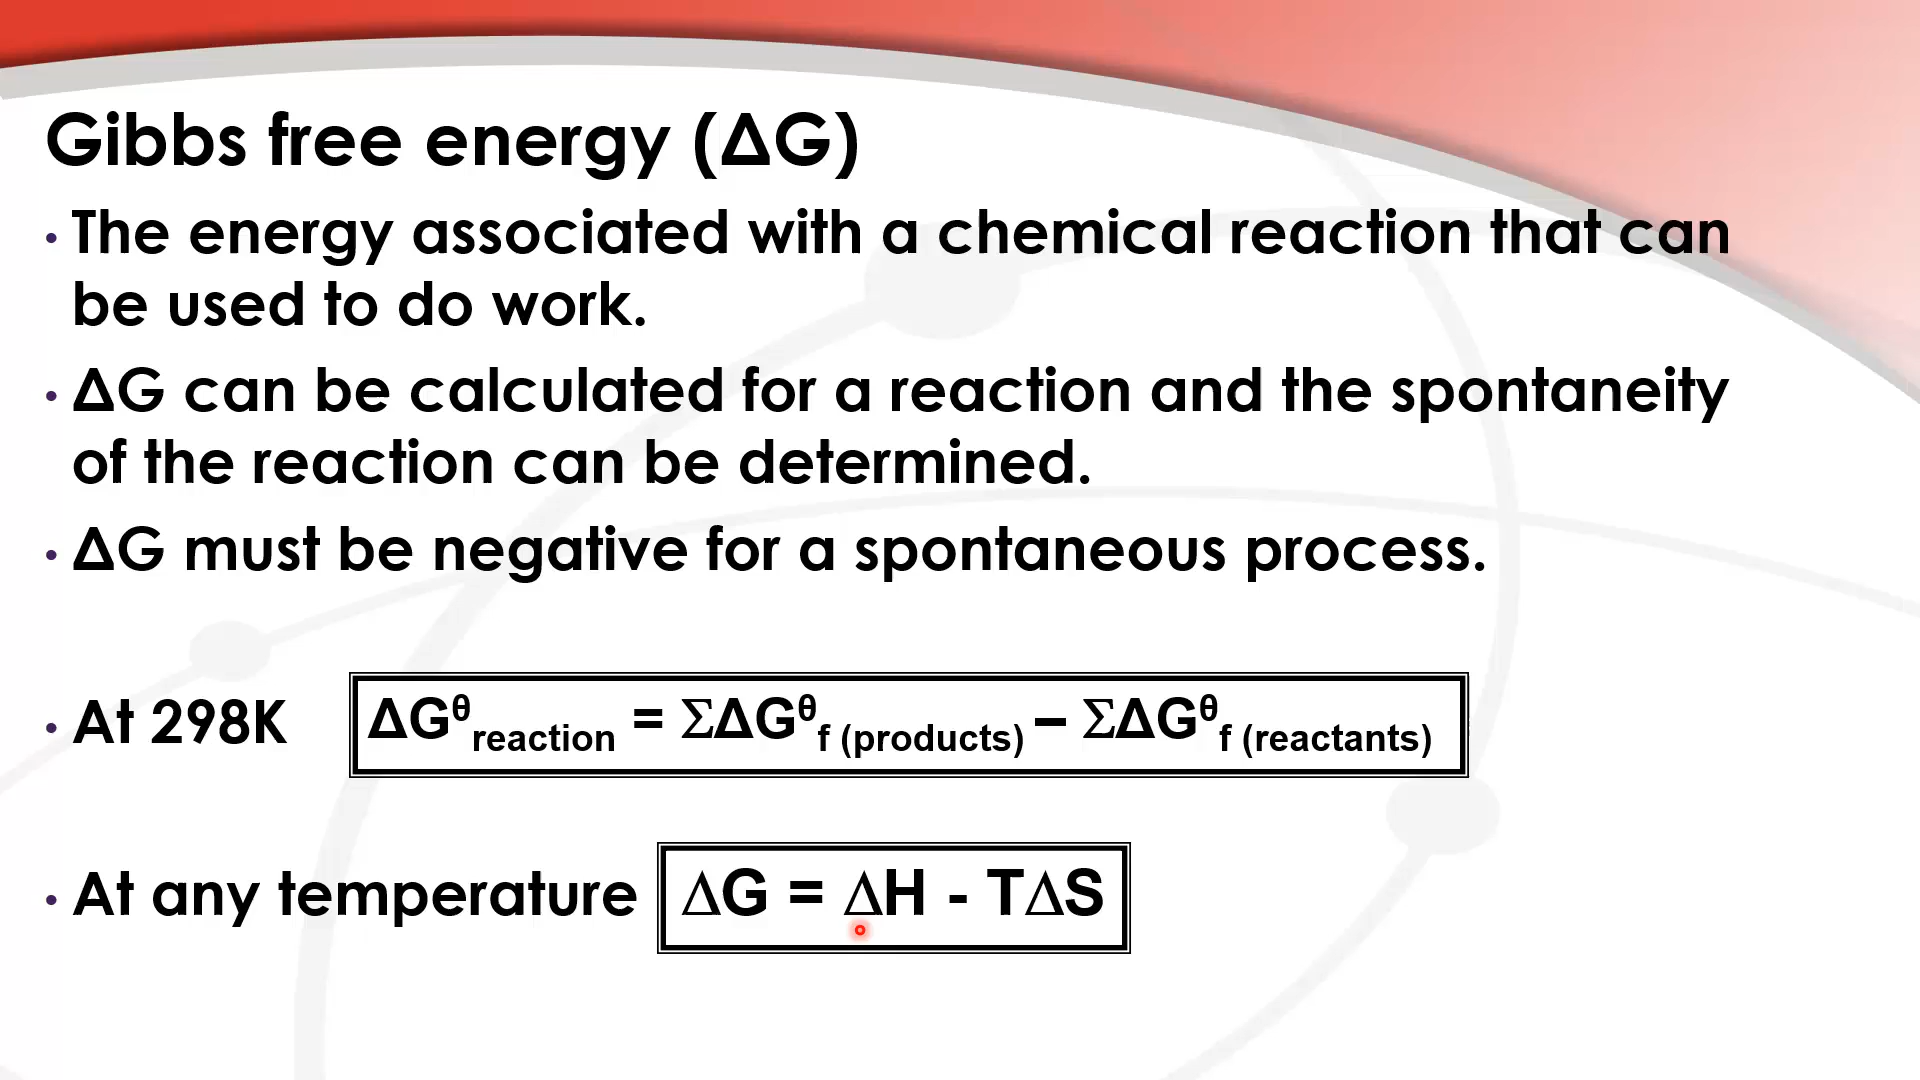 Gibbs free energy (ΔG)
• The energy associated with a chemical reaction that can
be used to do work.
• ΔG can be calculated for a reaction and the spontaneity
of the reaction can be determined.
• ΔG must be negative for a spontaneous process.
• At 298K ΔGθreaction = ΣΔGθf (products) – ΣΔGθf (reactants)
• At any temperature ΔG = ΔH - TΔS